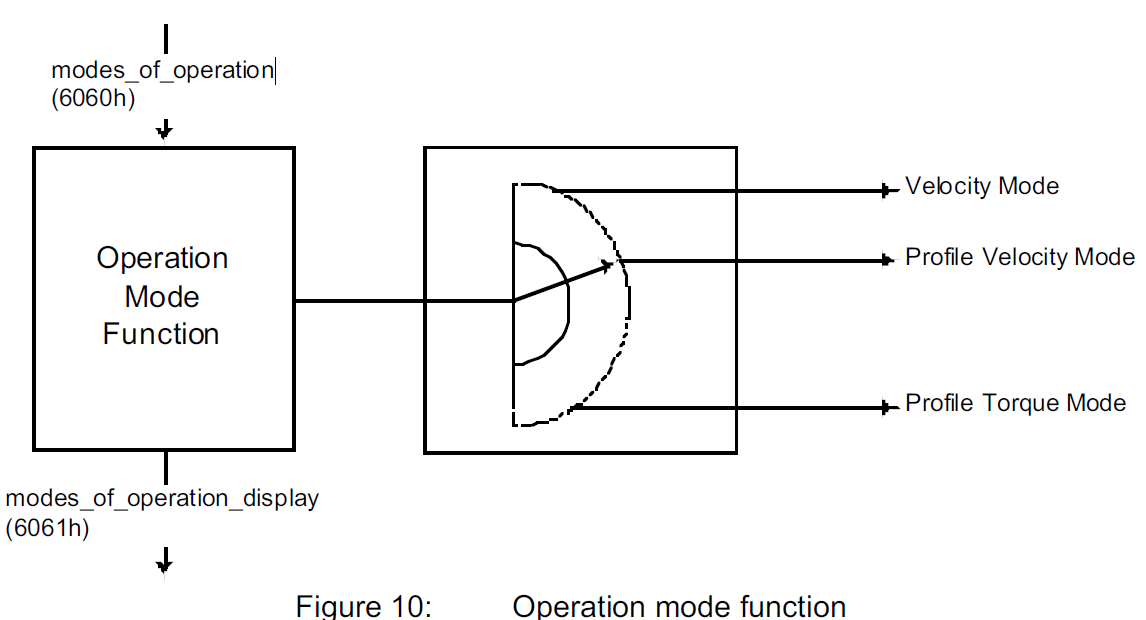 modes_of_operation
(6060h)
Operation
Mode
Function
Velocity Mode
Profile Velocity Mode
Profile Torque Mode
modes_of_operation_display
(6061h)
Figure 10: Operation mode function